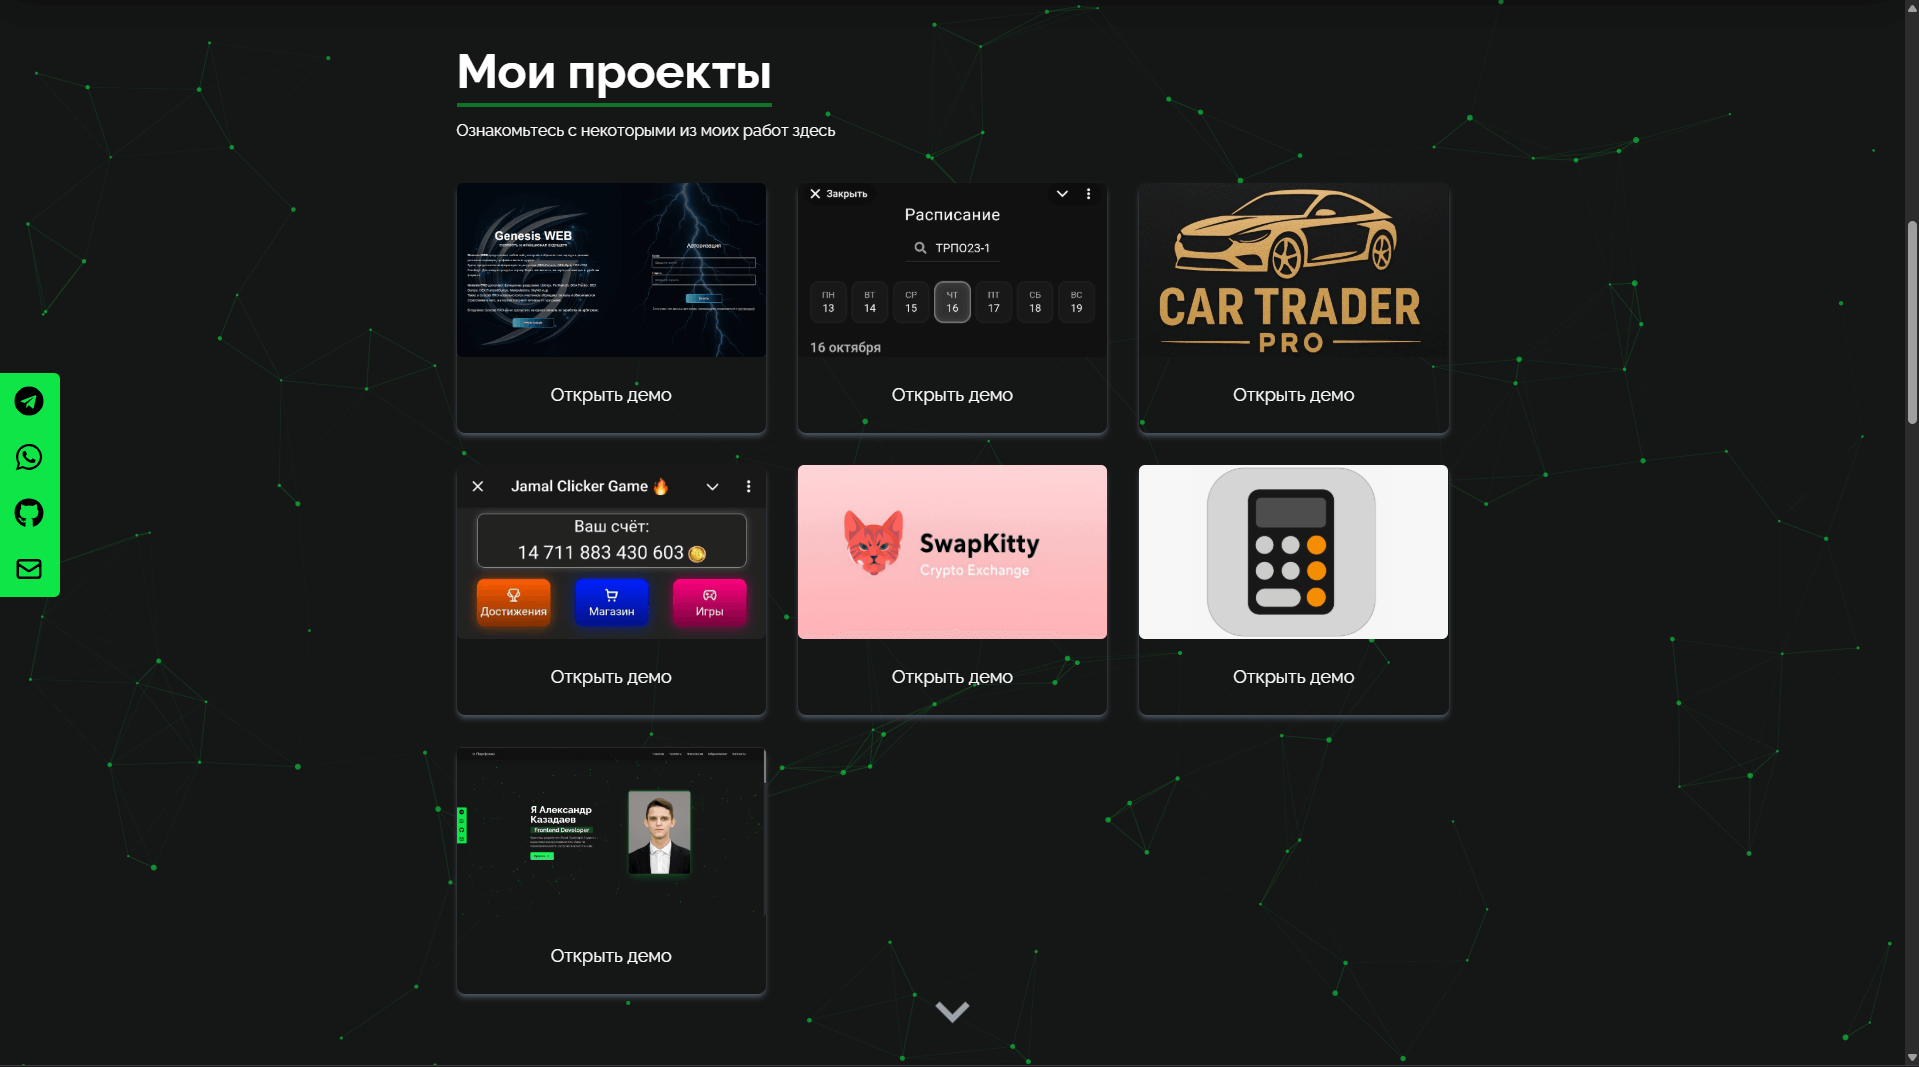 Мои проекты
Ознакомьтесь с некоторыми из моих работ здесь
Genesis WEB
Авторизация
Открыть демо
Закрыть
Расписание
ТРПО23-1
ПН ВТ СР ЧТ ПТ СБ ВС
13 14 15 16 17 18 19
16 октября
Открыть демо
CAR TRADER
PRO
Открыть демо
Jamal Clicker Game
Ваш счёт:
14 711 883 430 603
Достижения Магазин Игры
Открыть демо
SwapKitty
Crypto Exchange
Открыть демо
Открыть демо
Я Александр
Казадаев
Frontend Developer
Открыть демо